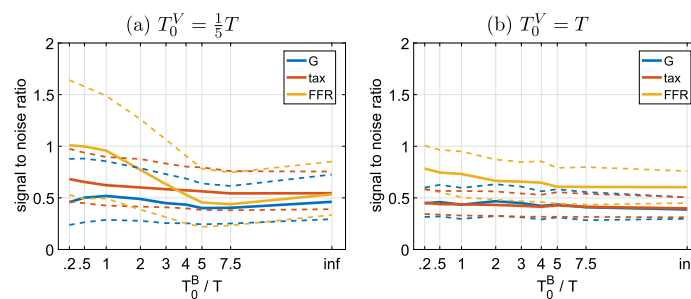 (a) T_0^V = 1/5 T
2
1.5
1
0.5
0
signal to noise ratio
G
tax
FFR
.2 .5 1 2 3 4 5 7.5 inf
T_0^B / T
(b) T_0^V = T
2
1.5
1
0.5
0
signal to noise ratio
G
tax
FFR
.2 .5 1 2 3 4 5 7.5 in
T_0^B / T